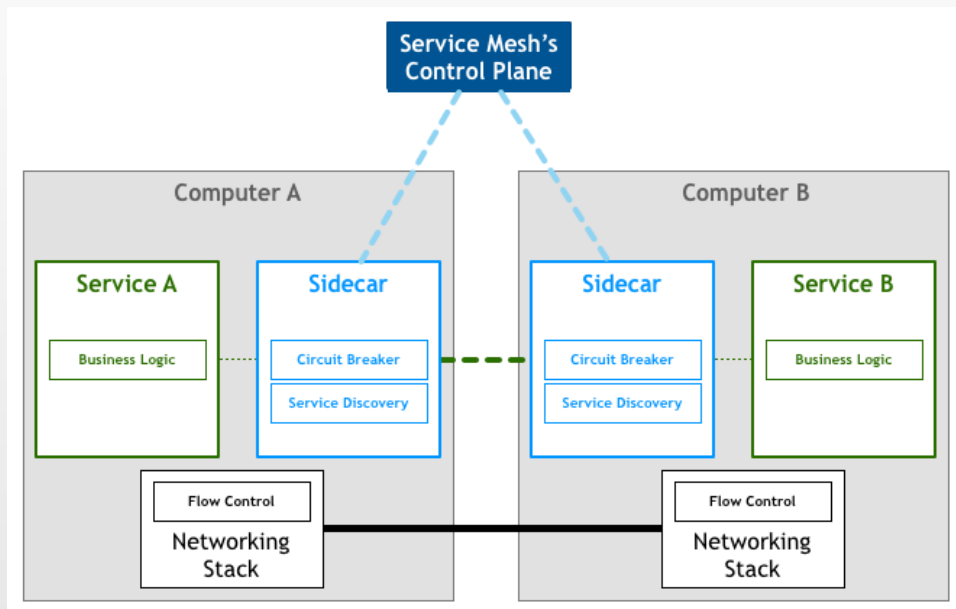 Service Mesh's
Control Plane
Computer A
Computer B
Service A
Sidecar
Sidecar
Service B
Business Logic
Circuit Breaker
Circuit Breaker
Business Logic
Service Discovery
Service Discovery
Flow Control
Flow Control
Networking
Stack
Networking
Stack